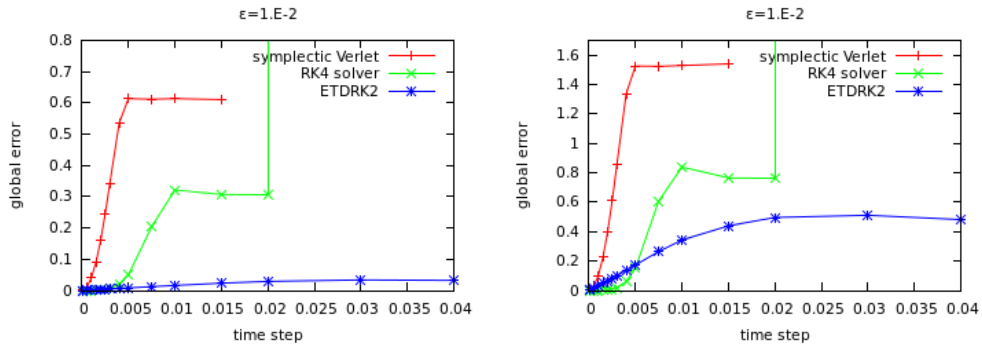 ε=1.E-2
0.8
0.7
0.6
0.5
0.4
0.3
0.2
0.1
0
global error
symplectic Verlet
RK4 solver
ETDRK2
0 0.005 0.01 0.015 0.02 0.025 0.03 0.035 0.04
time step
ε=1.E-2
1.6
1.4
1.2
1
0.8
0.6
0.4
0.2
0
global error
symplectic Verlet
RK4 solver
ETDRK2
0 0.005 0.01 0.015 0.02 0.025 0.03 0.035 0.04
time step